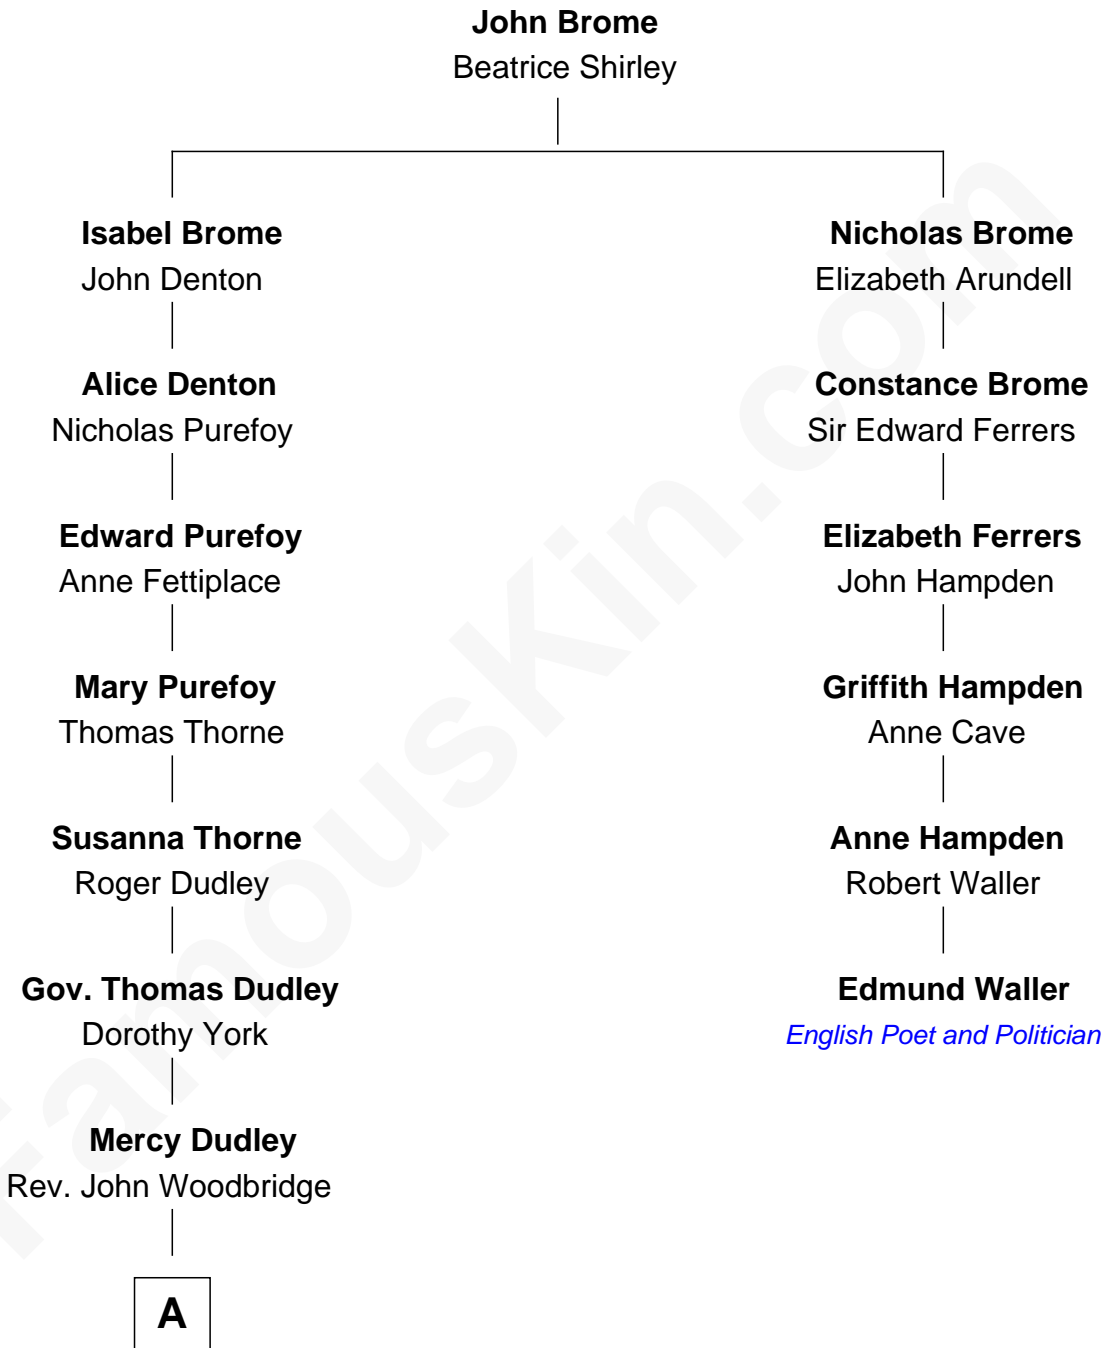 John Brome
Beatrice Shirley
Isabel Brome
John Denton
Alice Denton
Nicholas Purefoy
Edward Purefoy
Anne Fettiplace
Mary Purefoy
Thomas Thorne
Susanna Thorne
Roger Dudley
Gov. Thomas Dudley
Dorothy York
Mercy Dudley
Rev. John Woodbridge
A
Nicholas Brome
Elizabeth Arundell
Constance Brome
Sir Edward Ferrers
Elizabeth Ferrers
John Hampden
Griffith Hampden
Anne Cave
Anne Hampden
Robert Waller
Edmund Waller
English Poet and Politician
FamousKin.com